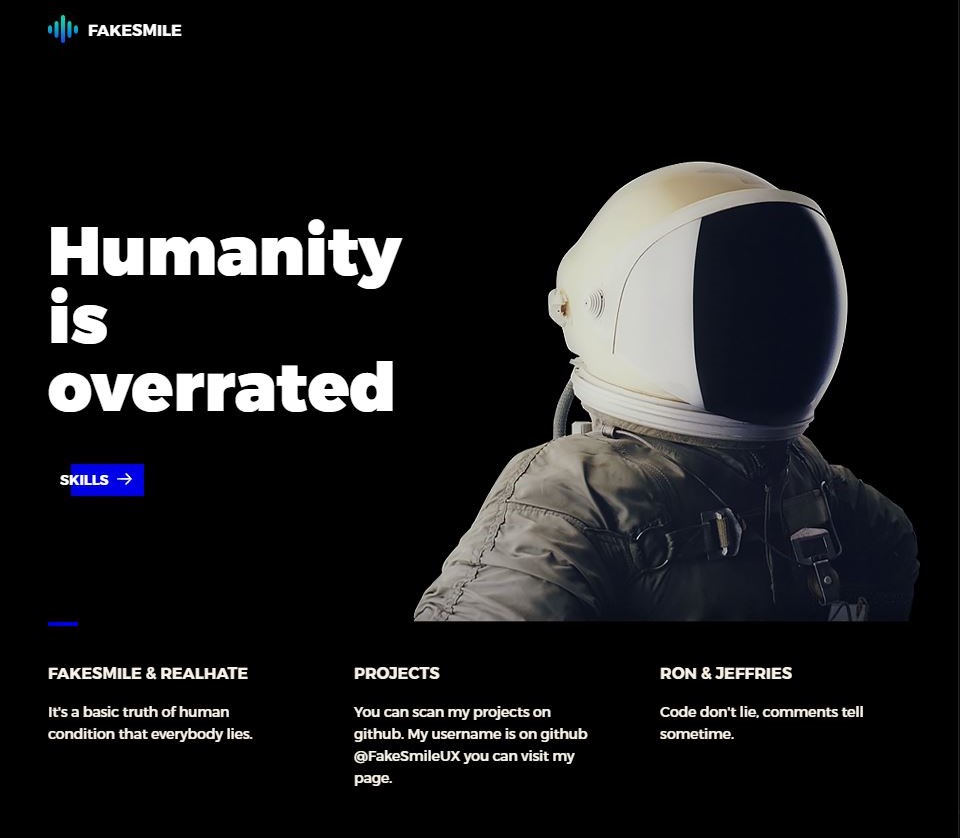 FAKESMILE
Humanity
is
overrated
SKILLS →
FAKESMILE & REALHATE
It's a basic truth of human
condition that everybody lies.
PROJECTS
You can scan my projects on
github. My username is on github
@FakeSmileUX you can visit my
page.
RON & JEFFRIES
Code don't lie, comments tell
sometime.